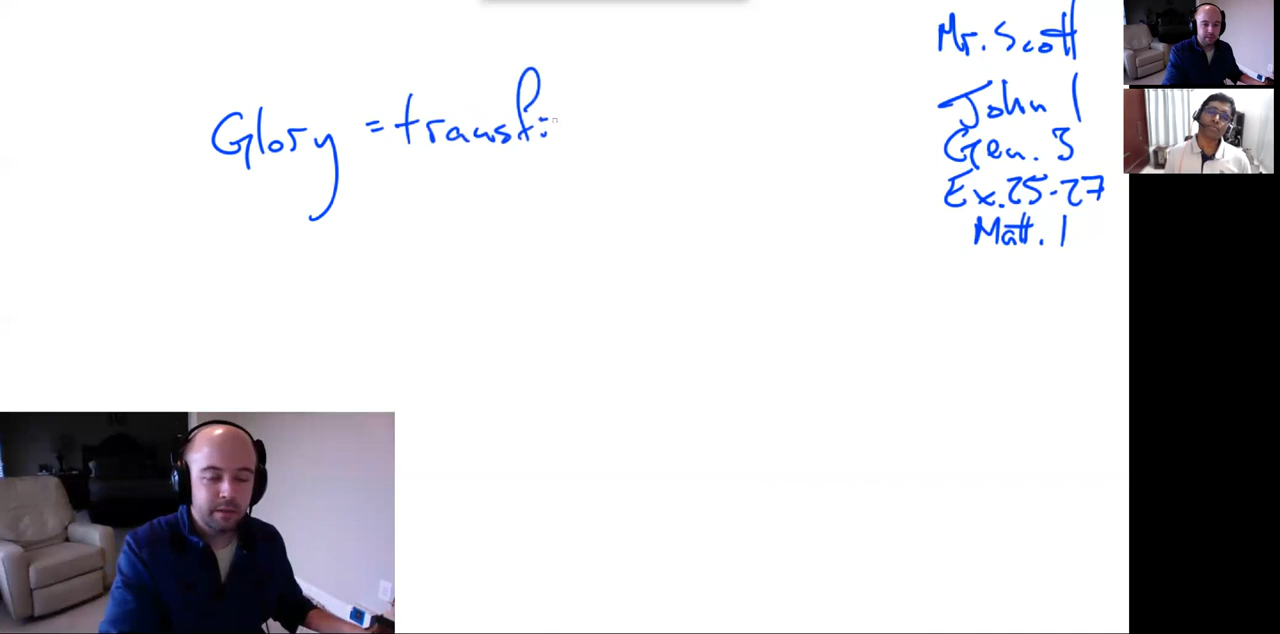 Glory = transf
Mr. Scott
John 1
Gen. 3
Ex. 25-27
Matt. 1